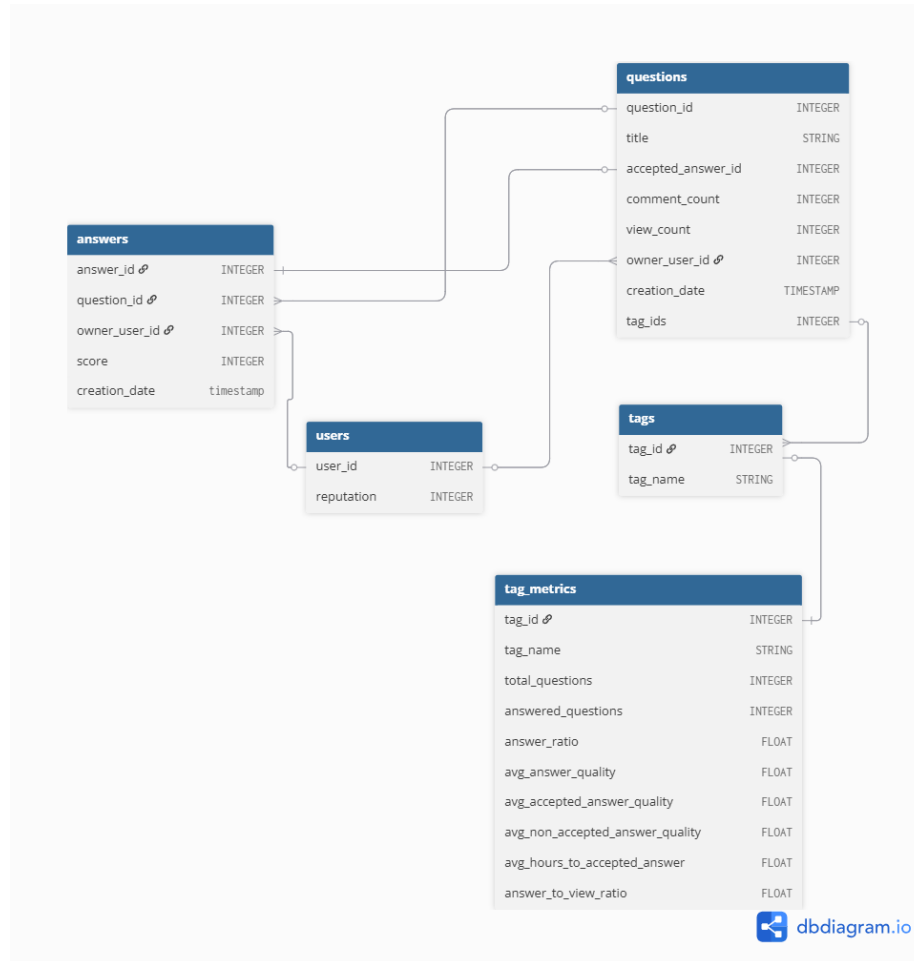 questions
question_id INTEGER
title STRING
accepted_answer_id INTEGER
comment_count INTEGER
view_count INTEGER
owner_user_id INTEGER
creation_date TIMESTAMP
tag_ids INTEGER
answers
answer_id INTEGER
question_id INTEGER
owner_user_id INTEGER
score INTEGER
creation_date timestamp
users
user_id INTEGER
reputation INTEGER
tags
tag_id INTEGER
tag_name STRING
tag_metrics
tag_id INTEGER
tag_name STRING
total_questions INTEGER
answered_questions INTEGER
answer_ratio FLOAT
avg_answer_quality FLOAT
avg_accepted_answer_quality FLOAT
avg_non_accepted_answer_quality FLOAT
avg_hours_to_accepted_answer FLOAT
answer_to_view_ratio FLOAT
dbdiagram.io